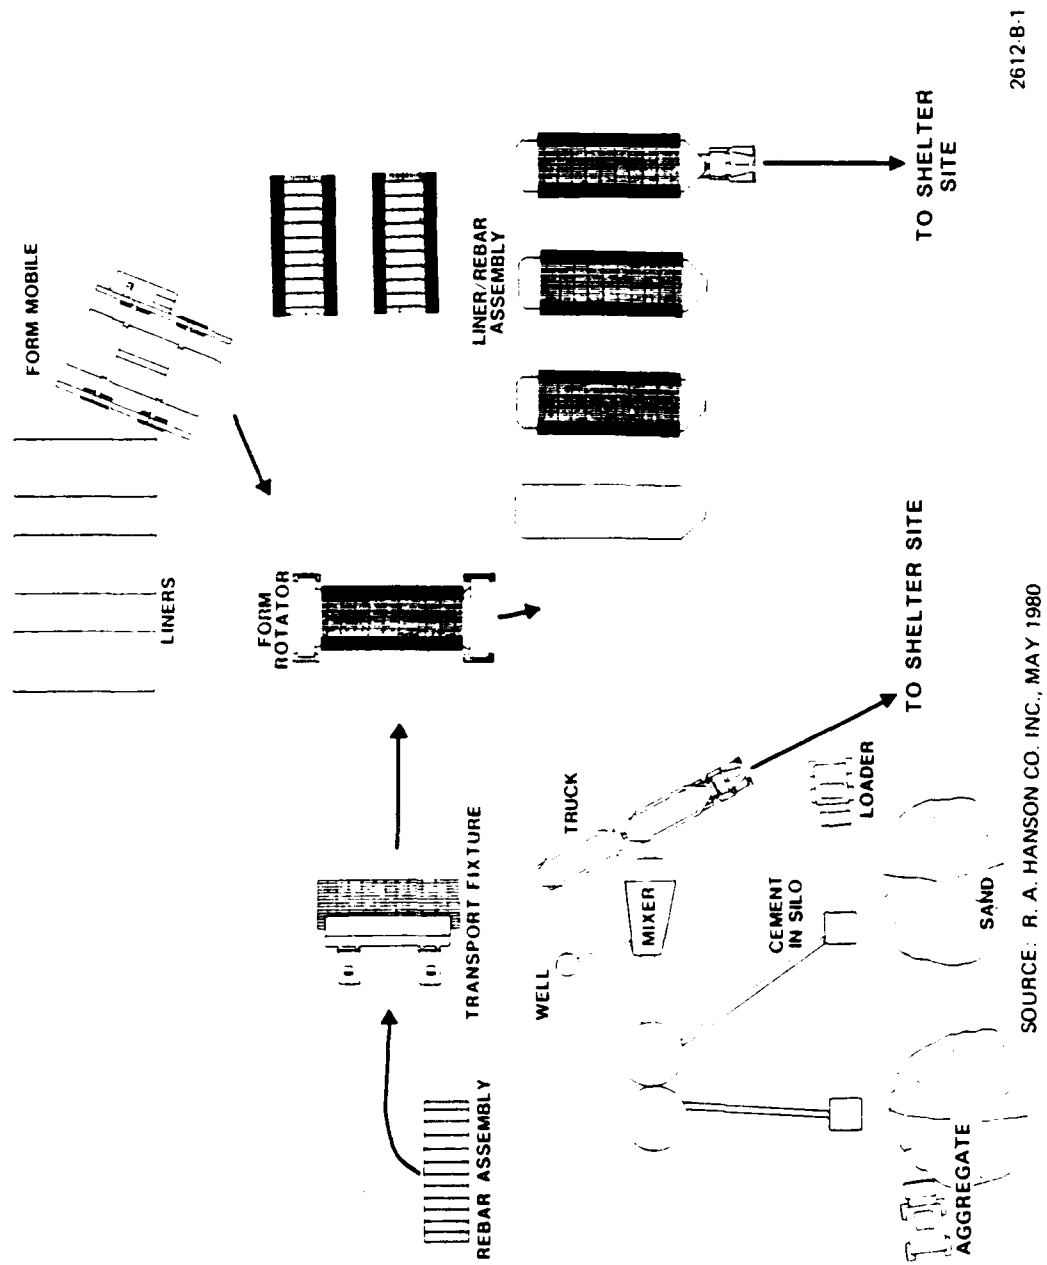 REBAR ASSEMBLY
TRANSPORT FIXTURE
FORM
ROTATOR
LINERS
FORM MOBILE
LINER/REBAR
ASSEMBLY
TO SHELTER
SITE
WELL
TRUCK
MIXER
CEMENT
IN SILO
LOADER
TO SHELTER SITE
AGGREGATE
SAND
SOURCE: R. A. HANSON CO. INC., MAY 1980
2612-B-1